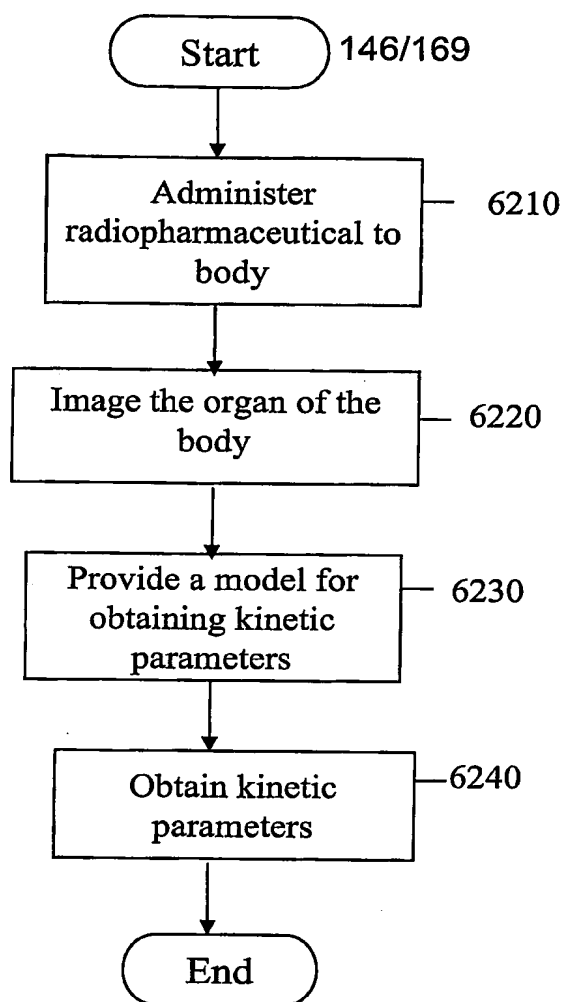 Start 146/169
Administer
radiopharmaceutical to
body
6210
Image the organ of the
body
6220
Provide a model for
obtaining kinetic
parameters
6230
Obtain kinetic
parameters
6240
End